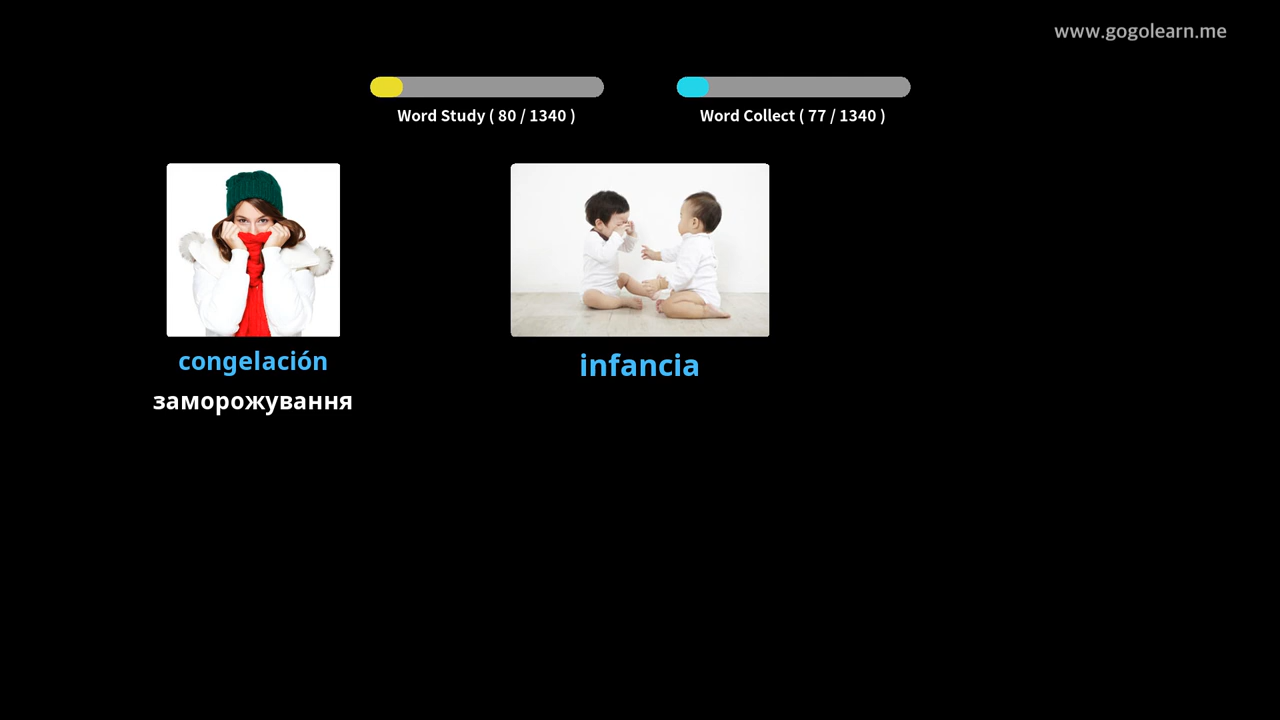 www.gogolearn.me
Word Study ( 80 / 1340 )
Word Collect ( 77 / 1340 )
congelación
заморожування
infancia